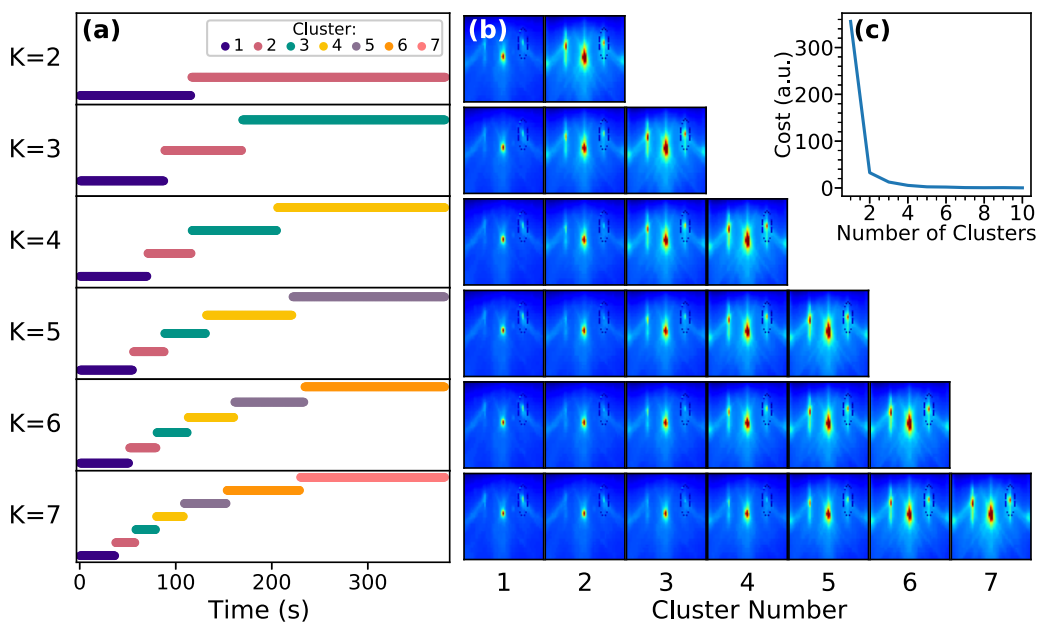 (a)
Cluster:
1 2 3 4 5 6 7
K=2
K=3
K=4
K=5
K=6
K=7
0 100 200 300
Time (s)
(b)
1 2 3 4 5 6 7
Cluster Number
(c)
Cost (a.u.)
300
200
100
0
2 4 6 8 10
Number of Clusters